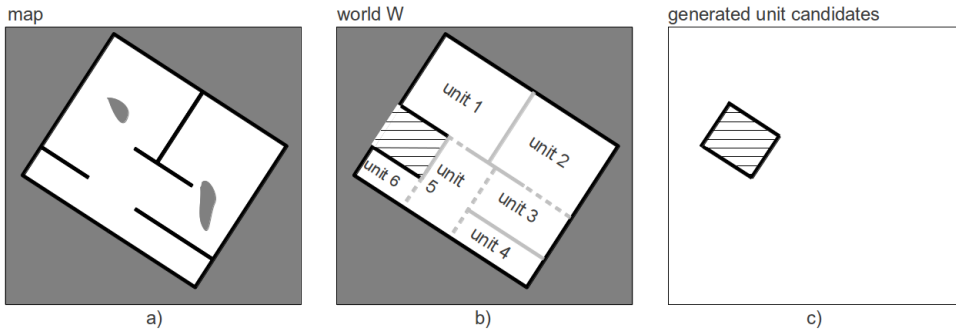 map
world W
generated unit candidates
unit 1
unit 2
unit
5
unit 6
unit 3
unit 4
a)
b)
c)